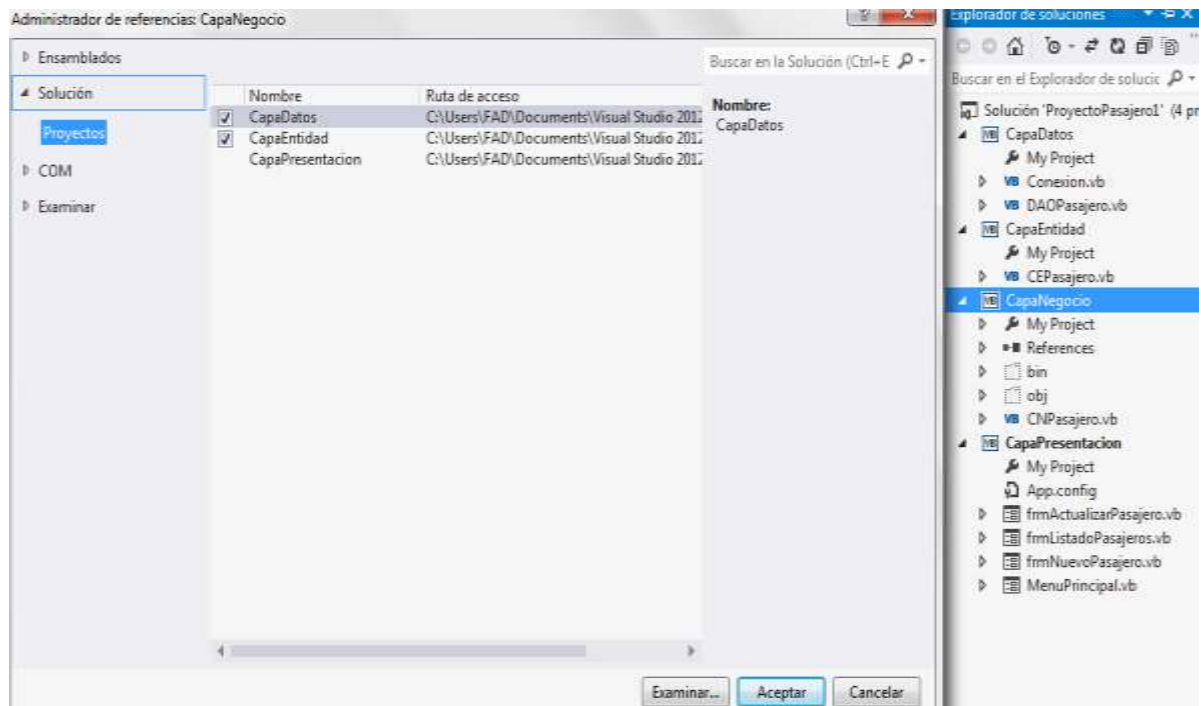 Administrador de referencias: CapaNegocio
Ensamblados
Solución
Proyectos
COM
Examinar
Buscar en la Solución (Ctrl+E
Nombre Ruta de acceso
CapaDatos C:\Users\FAD\Documents\Visual Studio 2012
CapaEntidad C:\Users\FAD\Documents\Visual Studio 2012
CapaPresentacion C:\Users\FAD\Documents\Visual Studio 2012
Nombre:
CapaDatos
Examinar...
Aceptar
Cancelar
Explorador de soluciones
Buscar en el Explorador de solucic
Solución 'ProyectoPasajero1' (4 pr
CapaDatos
My Project
VB Conexion.vb
VB DAOPasajero.vb
CapaEntidad
My Project
VB CEPasajero.vb
CapaNegocio
My Project
References
bin
obj
VB CNPasajero.vb
CapaPresentacion
My Project
App.config
frmActualizarPasajero.vb
frmListadoPasajeros.vb
frmNuevoPasajero.vb
MenuPrincipal.vb